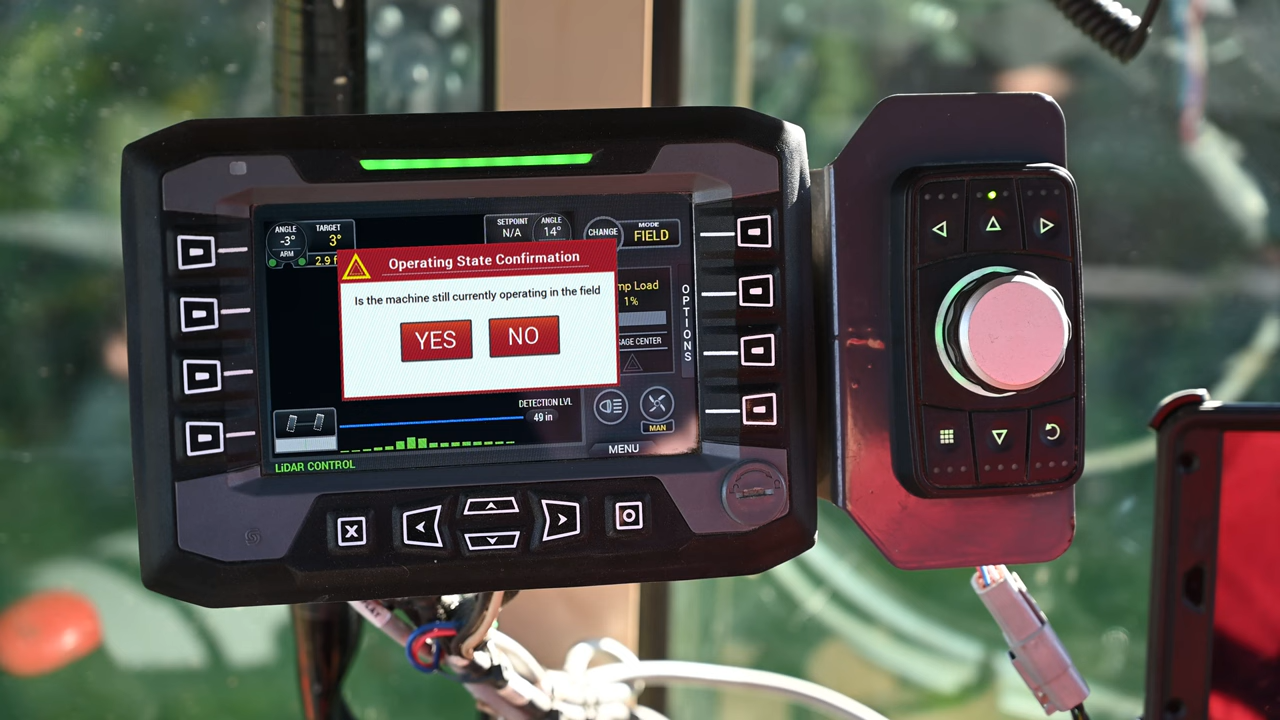 ANGLE
-3°
ARM
TARGET
3°
2.9 f
SETPOINT
N/A
ANGLE
14°
CHANGE
MODE
FIELD
Operating State Confirmation
Is the machine still currently operating in the field
YES
NO
mp Load
1%
SAGE CENTER
OPTIONS
DETECTION LVL
49 in
MAN
MENU
LiDAR CONTROL
X
O